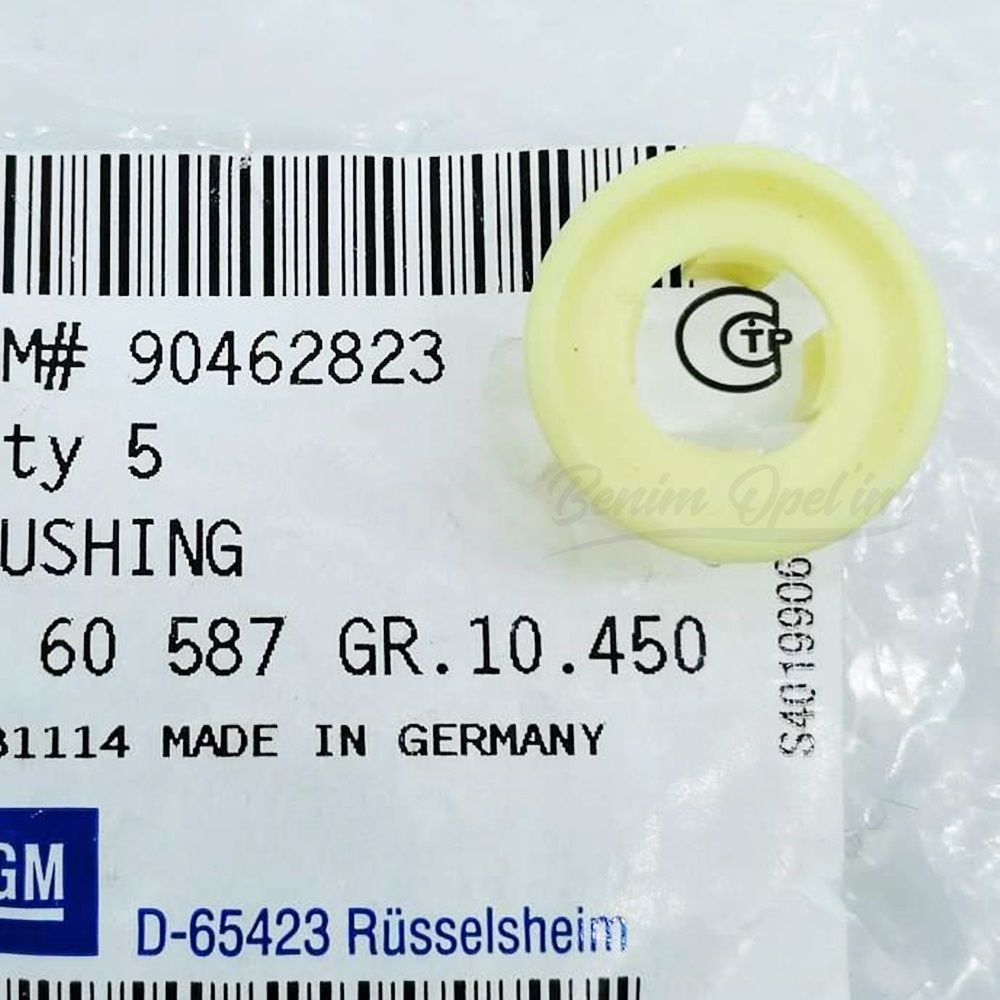 M# 90462823
ty 5
USHING
60 587 GR.10.450
31114 MADE IN GERMANY
S4019906
GM
D-65423 Rüsselsheim
Benim Opel'im